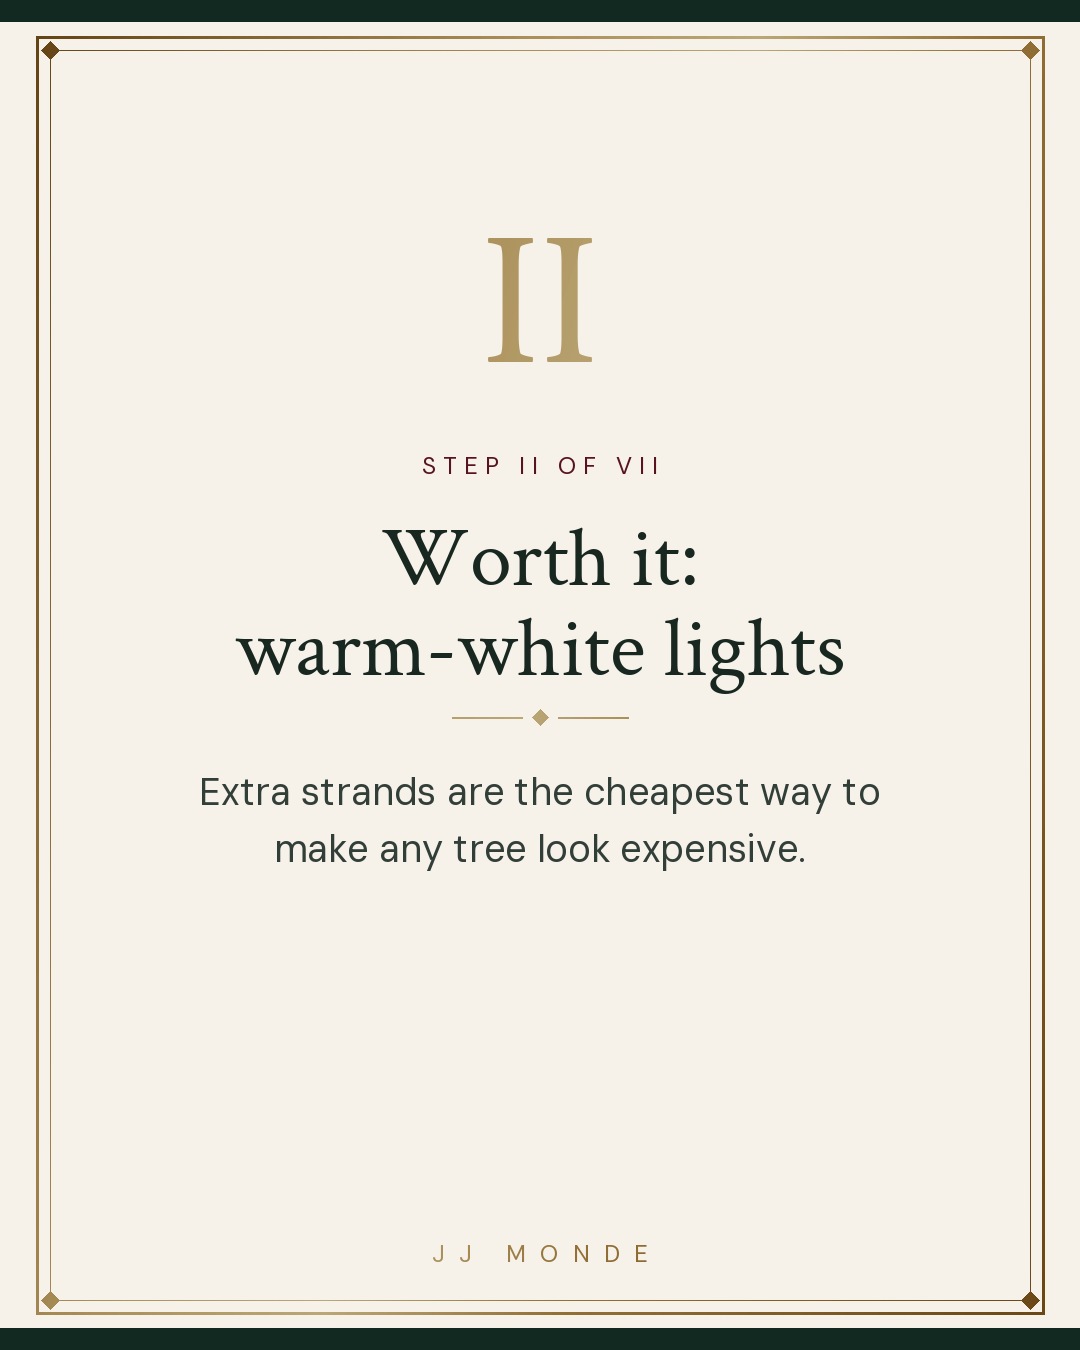 II
STEP II OF VII
Worth it:
warm-white lights
Extra strands are the cheapest way to
make any tree look expensive.
JJ MONDE